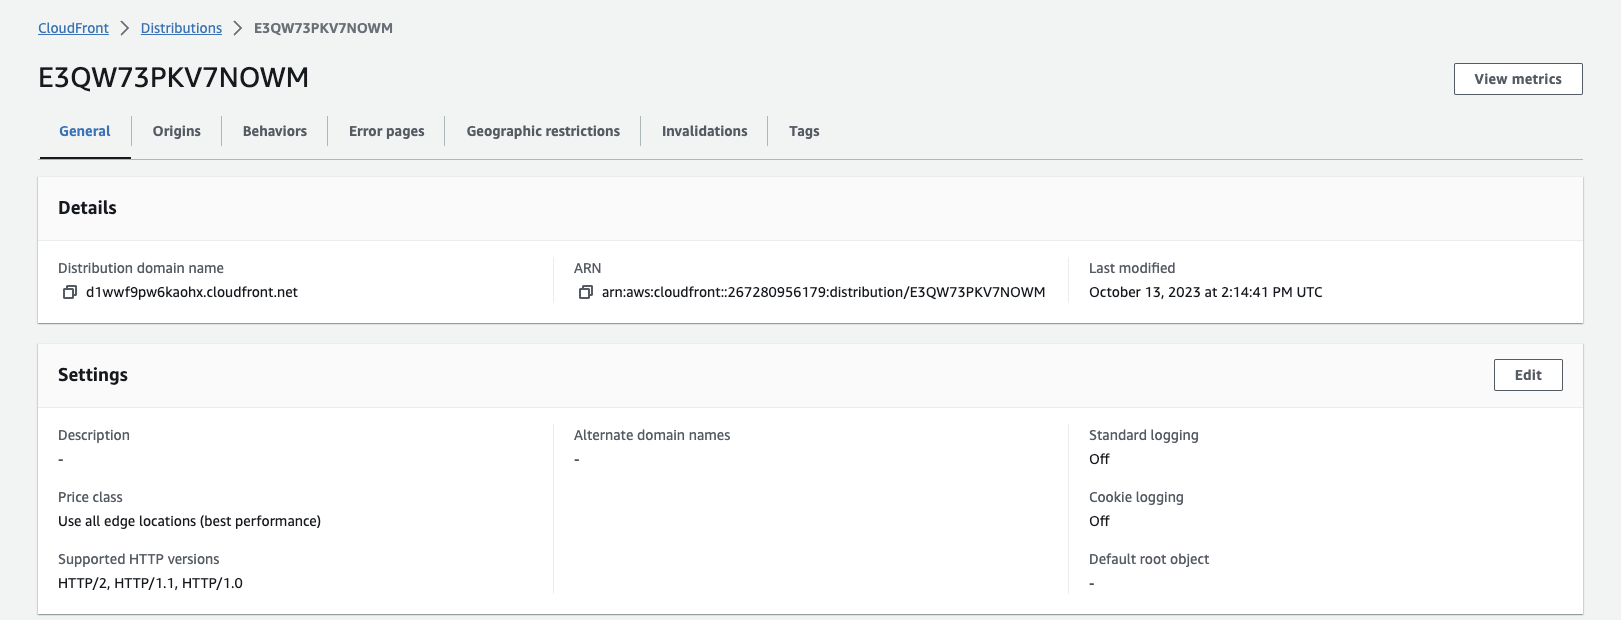 CloudFront > Distributions > E3QW73PKV7NOWM
E3QW73PKV7NOWM
View metrics
General
Origins
Behaviors
Error pages
Geographic restrictions
Invalidations
Tags
Details
Distribution domain name
d1wwf9pw6kaohx.cloudfront.net
ARN
arn:aws:cloudfront::267280956179:distribution/E3QW73PKV7NOWM
Last modified
October 13, 2023 at 2:14:41 PM UTC
Settings
Edit
Description
-
Price class
Use all edge locations (best performance)
Supported HTTP versions
HTTP/2, HTTP/1.1, HTTP/1.0
Alternate domain names
-
Standard logging
Off
Cookie logging
Off
Default root object
-